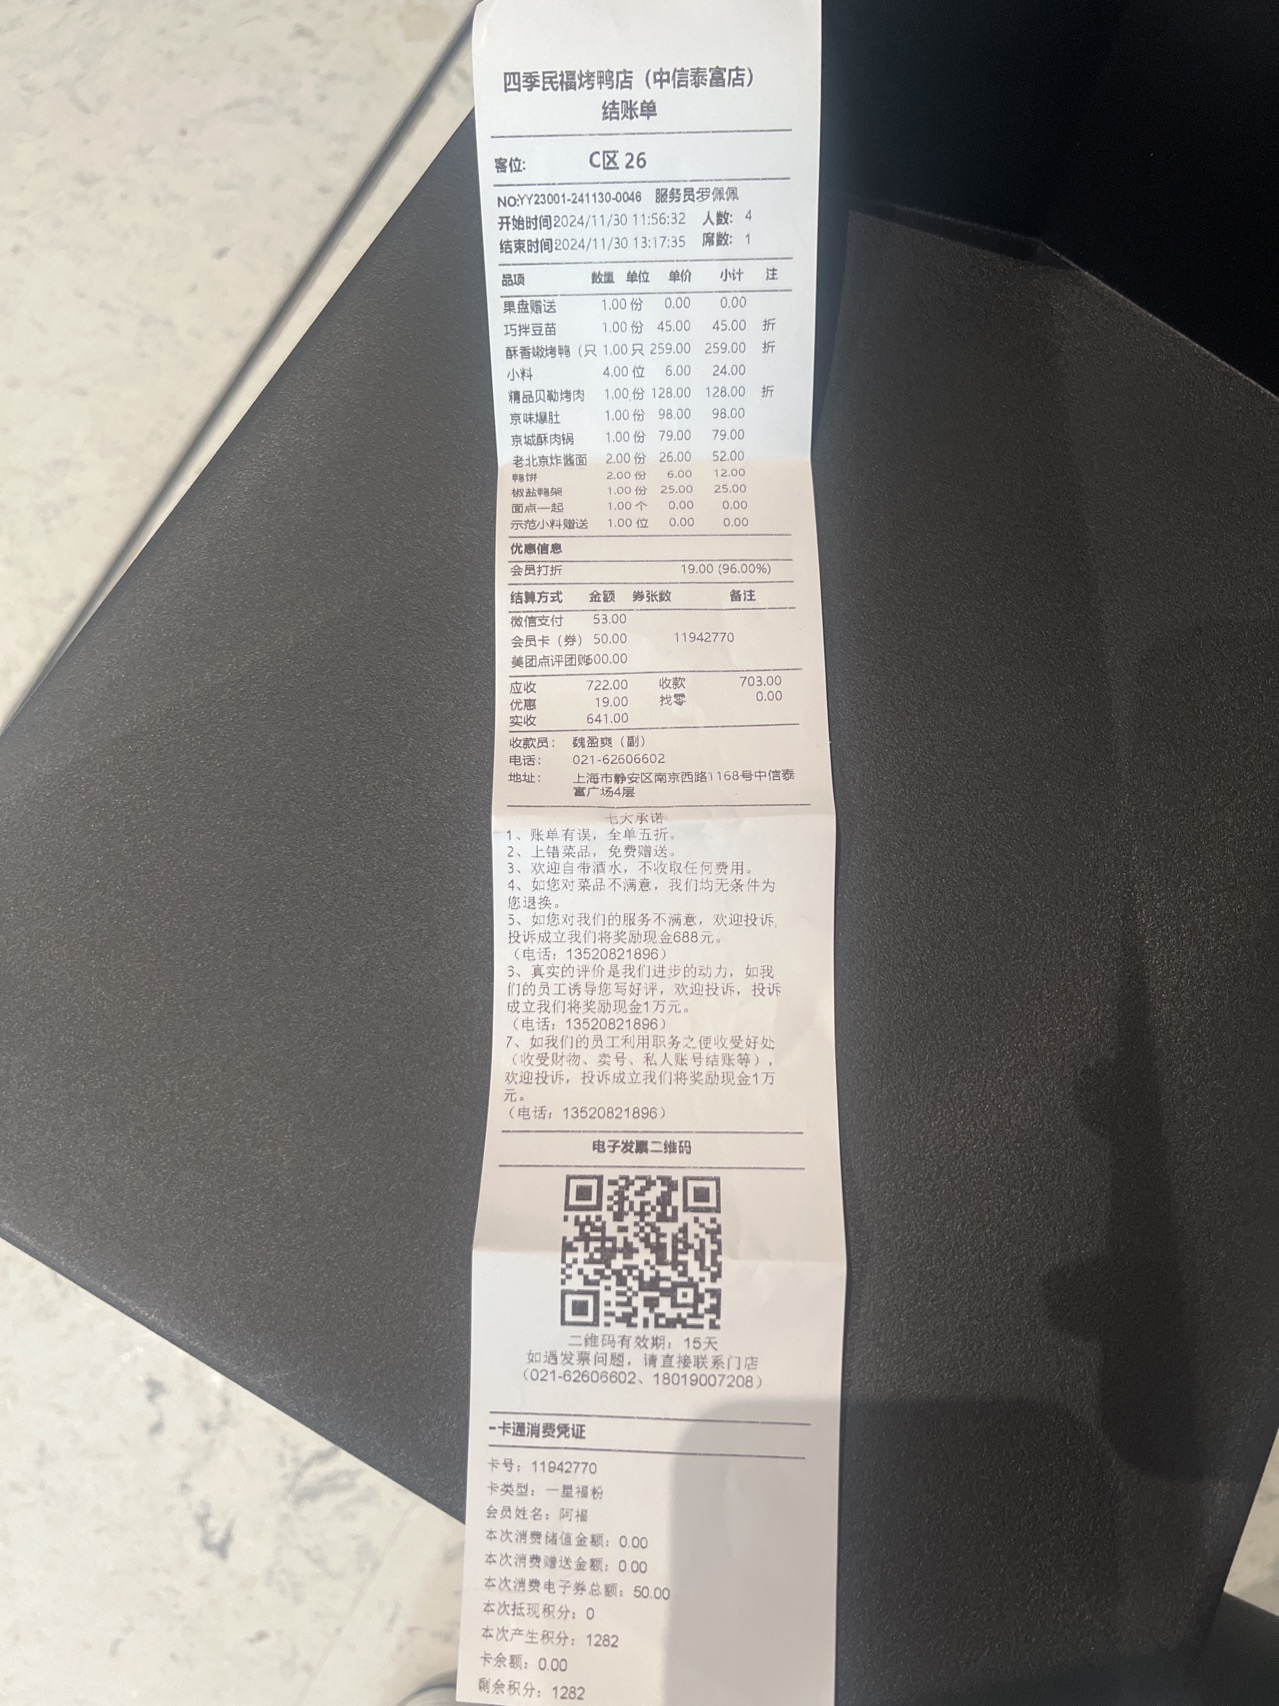 四季民福烤鸭店（中信泰富店）
结账单
客位: C区 26
NO:YY23001-241130-0046 服务员:罗佩佩
开始时间2024/11/30 11:56:32 人数: 4
结束时间2024/11/30 13:17:35 席数: 1
品项 数量 单位 单价 小计 注
果盘赠送 1.00 份 0.00 0.00
巧拌豆苗 1.00 份 45.00 45.00 折
酥香嫩烤鸭（只 1.00 只 259.00 259.00 折
小料 4.00 位 6.00 24.00
精品贝勒烤肉 1.00 份 128.00 128.00 折
京味爆肚 1.00 份 98.00 98.00
京城酥肉锅 1.00 份 79.00 79.00
老北京炸酱面 2.00 份 26.00 52.00
鸭饼 2.00 份 6.00 12.00
椒盐鸭架 1.00 份 25.00 25.00
面点一起 1.00 个 0.00 0.00
示范小料赠送 1.00 位 0.00 0.00
优惠信息
会员打折 19.00 (96.00%)
结算方式 金额 券张数 备注
微信支付 53.00
会员卡（券） 50.00 11942770
美团点评团购600.00
应收 722.00 收款 703.00
优惠 19.00 找零 0.00
实收 641.00
收款员: 魏盈爽（副）
电话: 021-62606602
地址: 上海市静安区南京西路1168号中信泰
富广场4层
七大承诺
1、账单有误，全单五折。
2、上错菜品，免费赠送。
3、欢迎自带酒水，不收取任何费用。
4、如您对菜品不满意，我们均无条件为
您退换。
5、如您对我们的服务不满意，欢迎投诉,
投诉成立我们将奖励现金688元。
（电话：13520821896）
6、真实的评价是我们进步的动力，如我
们的员工诱导您写好评，欢迎投诉，投诉
成立我们将奖励现金1万元。
（电话：13520821896）
7、如我们的员工利用职务之便收受好处
（收受财物、卖号、私人账号结账等），
欢迎投诉，投诉成立我们将奖励现金1万
元。
（电话：13520821896）
电子发票二维码
二维码有效期：15天
如遇发票问题，请直接联系门店
（021-62606602、18019007208）
一卡通消费凭证
卡号：11942770
卡类型：一星福粉
会员姓名：阿福
本次消费储值金额：0.00
本次消费赠送金额：0.00
本次消费电子券总额：50.00
本次抵现积分：0
本次产生积分：1282
卡余额：0.00
剩余积分：1282